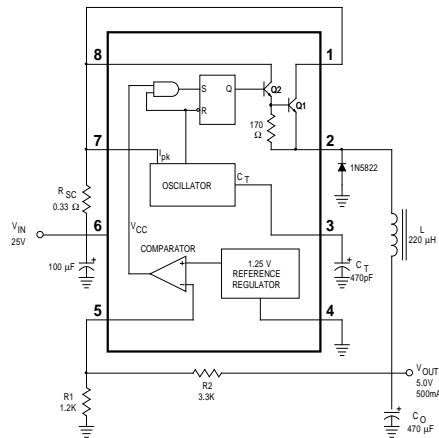 8
1
S
Q
Q2
Q1
R
170
Ω
7
2
Ipk
CT
1N5822
OSCILLATOR
RSC
0.33 Ω
VIN
25V
6
VCC
3
L
220 µH
COMPARATOR
+
CT
470pF
100 µF
+
+
–
1.25 V
REFERENCE
REGULATOR
5
4
R2
3.3K
VOUT
5.0V
500mA
R1
1.2K
+
CO
470 µF